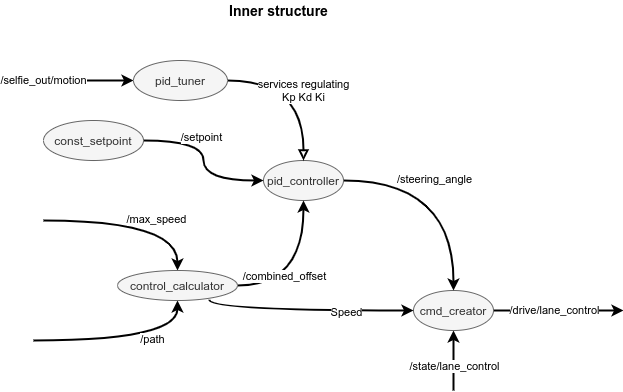 Inner structure
/selfie_out/motion
pid_tuner
services regulating
Kp Kd Ki
const_setpoint
/setpoint
pid_controller
/steering_angle
/max_speed
/combined_offset
control_calculator
Speed
cmd_creator
/drive/lane_control
/path
/state/lane_control